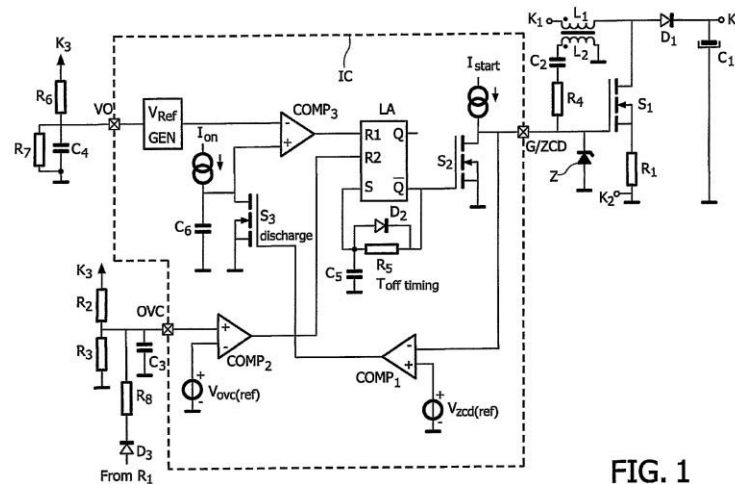 K3
R6
VO
R7
C4
VRef
GEN
Ion
C6
S3
discharge
COMP3
IC
LA
R1
R2
S
Q
Q̅
D2
R5
C5
Toff timing
Istart
S2
G/ZCD
K1
L1
L2
C2
R4
D1
K3
C1
S1
Z
R1
K2
K3
R2
OVC
R3
C3
R8
D3
From R1
COMP2
Vovc(ref)
COMP1
Vzcd(ref)
FIG. 1